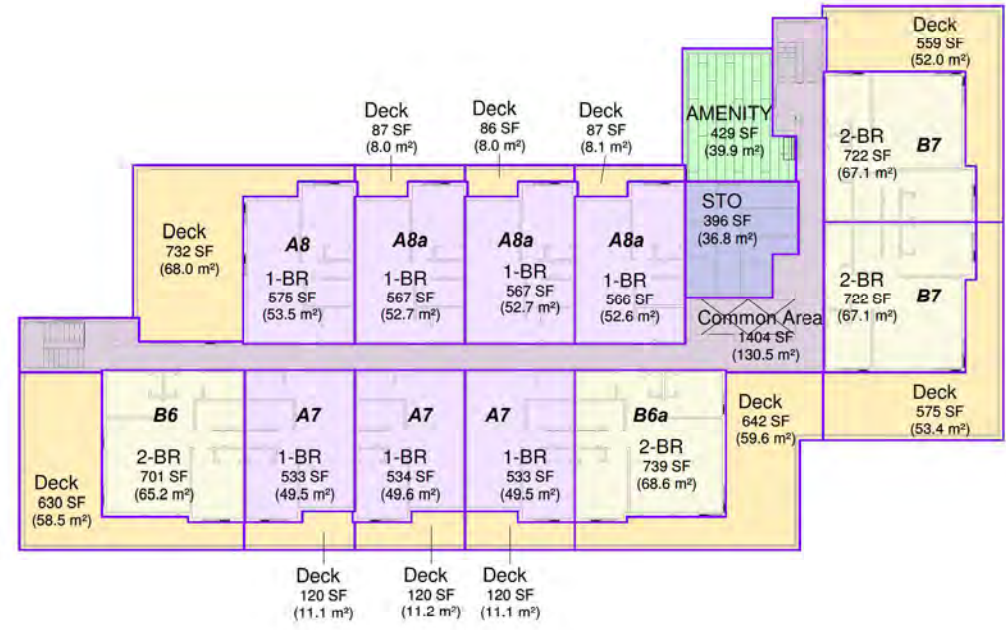 Deck
559 SF
(52.0 m²)
Deck
87 SF
(8.0 m²)
Deck
86 SF
(8.0 m²)
Deck
87 SF
(8.1 m²)
AMENITY
429 SF
(39.9 m²)
2-BR
722 SF
(67.1 m²)
B7
STO
396 SF
(36.8 m²)
Deck
732 SF
(68.0 m²)
A8
1-BR
575 SF
(53.5 m²)
A8a
1-BR
567 SF
(52.7 m²)
A8a
1-BR
567 SF
(52.7 m²)
A8a
1-BR
566 SF
(52.6 m²)
2-BR
722 SF
(67.1 m²)
B7
Common Area
1404 SF
(130.5 m²)
B6
2-BR
701 SF
(65.2 m²)
A7
1-BR
533 SF
(49.5 m²)
A7
1-BR
534 SF
(49.6 m²)
A7
1-BR
533 SF
(49.5 m²)
B6a
2-BR
739 SF
(68.6 m²)
Deck
642 SF
(59.6 m²)
Deck
575 SF
(53.4 m²)
Deck
630 SF
(58.5 m²)
Deck
120 SF
(11.1 m²)
Deck
120 SF
(11.2 m²)
Deck
120 SF
(11.1 m²)